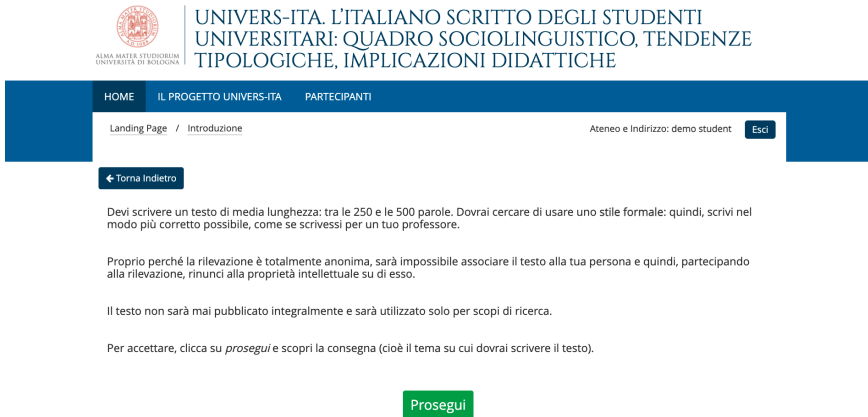 UNIVERS-ITA. L'ITALIANO SCRITTO DEGLI STUDENTI
UNIVERSITARI: QUADRO SOCIOLINGUISTICO, TENDENZE
TIPOLOGICHE, IMPLICAZIONI DIDATTICHE
ALMA MATER STUDIORUM
UNIVERSITÀ DI BOLOGNA
HOME IL PROGETTO UNIVERS-ITA PARTECIPANTI
Landing Page / Introduzione Ateneo e Indirizzo: demo student Esci
← Torna Indietro
Devi scrivere un testo di media lunghezza: tra le 250 e le 500 parole. Dovrai cercare di usare uno stile formale: quindi, scrivi nel
modo più corretto possibile, come se scrivessi per un tuo professore.
Proprio perché la rilevazione è totalmente anonima, sarà impossibile associare il testo alla tua persona e quindi, partecipando
alla rilevazione, rinunci alla proprietà intellettuale su di esso.
Il testo non sarà mai pubblicato integralmente e sarà utilizzato solo per scopi di ricerca.
Per accettare, clicca su prosegui e scopri la consegna (cioè il tema su cui dovrai scrivere il testo).
Prosegui